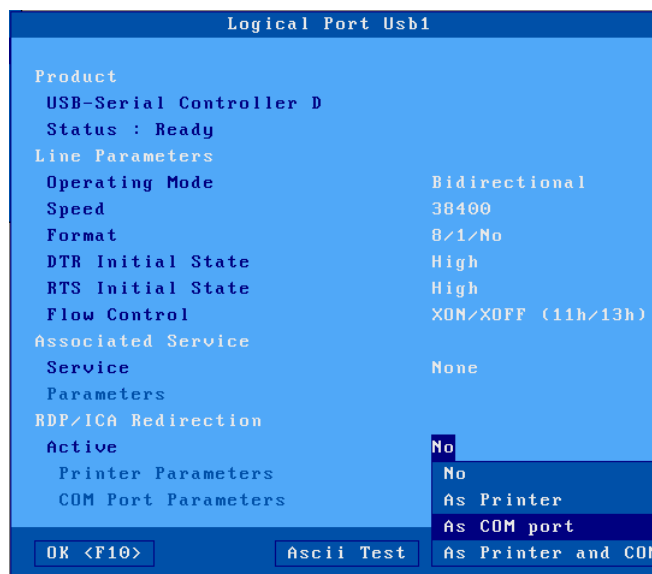 Logical Port Usb1
Product
USB-Serial Controller D
Status : Ready
Line Parameters
Operating Mode Bidirectional
Speed 38400
Format 8/1/No
DTR Initial State High
RTS Initial State High
Flow Control XON/XOFF (11h/13h)
Associated Service
Service None
Parameters
RDP/ICA Redirection
Active No
Printer Parameters No
COM Port Parameters As Printer
As COM port
OK <F10> Ascii Test As Printer and COM